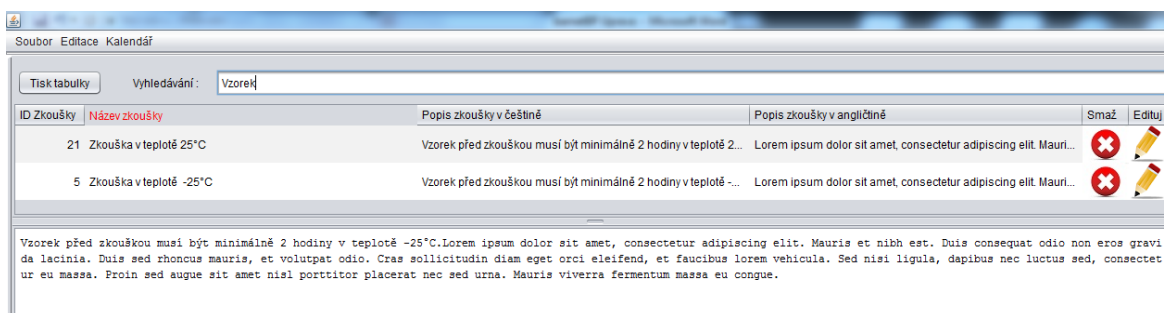 Soubor Editace Kalendář
Tisk tabulky Vyhledávání : Vzorek
ID Zkoušky Název zkoušky Popis zkoušky v češtině Popis zkoušky v angličtině Smaž Edituj
21 Zkouška v teplotě 25°C Vzorek před zkouškou musí být minimálně 2 hodiny v teplotě 2... Lorem ipsum dolor sit amet, consectetur adipiscing elit. Mauri...
5 Zkouška v teplotě -25°C Vzorek před zkouškou musí být minimálně 2 hodiny v teplotě -... Lorem ipsum dolor sit amet, consectetur adipiscing elit. Mauri...
Vzorek před zkouškou musí být minimálně 2 hodiny v teplotě -25°C.Lorem ipsum dolor sit amet, consectetur adipiscing elit. Mauris et nibh est. Duis consequat odio non eros gravi
da lacinia. Duis sed rhoncus mauris, et volutpat odio. Cras sollicitudin diam eget orci eleifend, et faucibus lorem vehicula. Sed nisi ligula, dapibus nec luctus sed, consectet
ur eu massa. Proin sed augue sit amet nisl porttitor placerat nec sed urna. Mauris viverra fermentum massa eu congue.